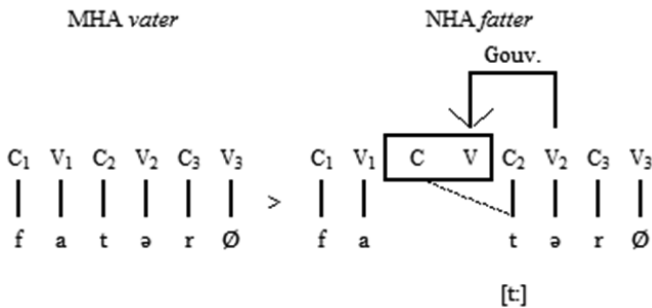 MHA vater NHA fatter
Gouv.
C₁ V₁ C₂ V₂ C₃ V₃ C₁ V₁ C V C₂ V₂ C₃ V₃
>
f a t ə r Ø f a t ə r Ø
[t:]